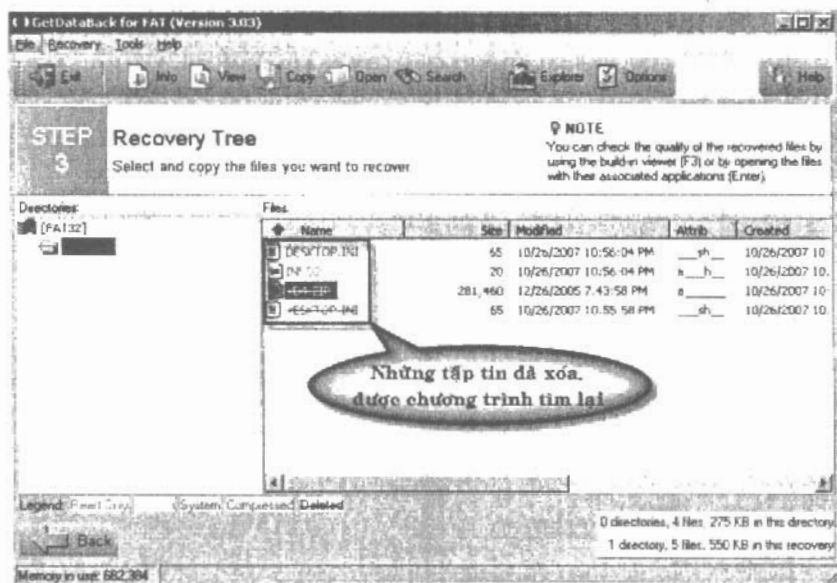 GetDataBack for FAT (Version 3.03)
File Recovery Tools Help
Exit Info View Copy Open Search Explorer Options Help
STEP 3
Recovery Tree
Select and copy the files you want to recover
NOTE
You can check the quality of the recovered files by
using the build-in viewer (F3) or by opening the files
with their associated applications (Enter).
Directories:
[FAT32]
Files:
Name Size Modified Attrib Created
DESKTOP.INI 65 10/26/2007 10:56:04 PM __sh__ 10/26/2007 10:
20 10/26/2007 10:56:04 PM a__h__ 10/26/2007 10:
281,460 12/26/2005 7:43:58 PM a_____ 10/26/2007 10:
65 10/26/2007 10:55:58 PM __sh__ 10/26/2007 10:
Những tập tin đã xóa,
được chương trình tìm lại
Legend: System Compressed Deleted
0 directories, 4 files, 275 KB in this directory.
1 directory, 5 files, 550 KB in this recovery.
Back
Memory in use: 682,384